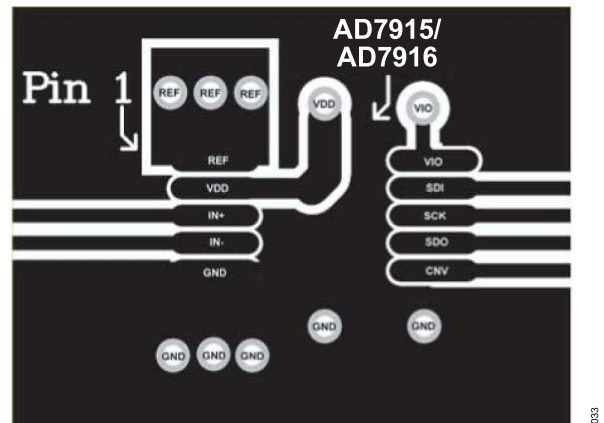 AD7915/
AD7916
Pin 1
REF REF REF
VDD
VIO
REF
VDD
IN+
IN-
GND
VIO
SDI
SCK
SDO
CNV
GND
GND
GND GND GND
033